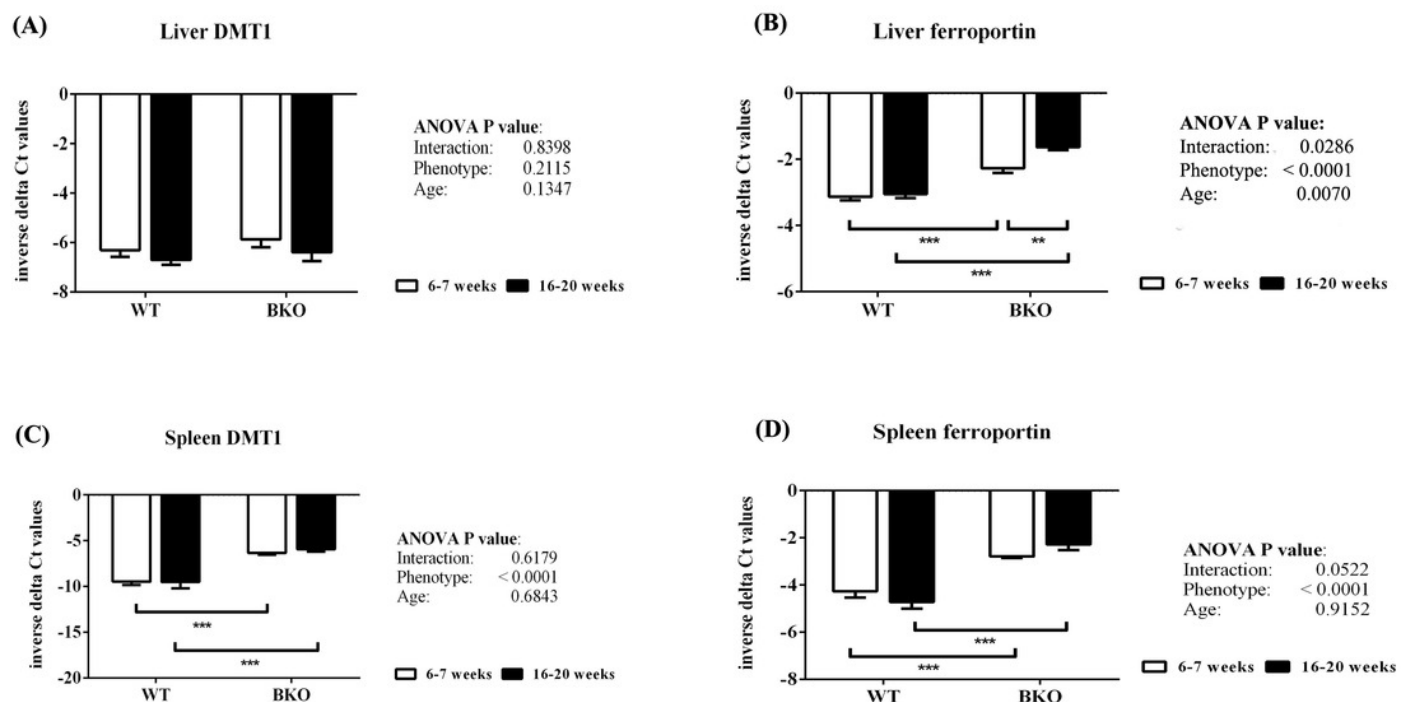 (A)
Liver DMT1
inverse delta Ct values
0
-2
-4
-6
-8
WT
BKO
ANOVA P value:
Interaction: 0.8398
Phenotype: 0.2115
Age: 0.1347
6-7 weeks 16-20 weeks
(B)
Liver ferroportin
inverse delta Ct values
0
-2
-4
-6
***
**
***
WT
BKO
ANOVA P value:
Interaction: 0.0286
Phenotype: < 0.0001
Age: 0.0070
6-7 weeks 16-20 weeks
(C)
Spleen DMT1
inverse delta Ct values
0
-5
-10
-15
-20
***
***
WT
BKO
ANOVA P value:
Interaction: 0.6179
Phenotype: < 0.0001
Age: 0.6843
6-7 weeks 16-20 weeks
(D)
Spleen ferroportin
inverse delta Ct values
0
-2
-4
-6
-8
***
***
WT
BKO
ANOVA P value:
Interaction: 0.0522
Phenotype: < 0.0001
Age: 0.9152
6-7 weeks 16-20 weeks